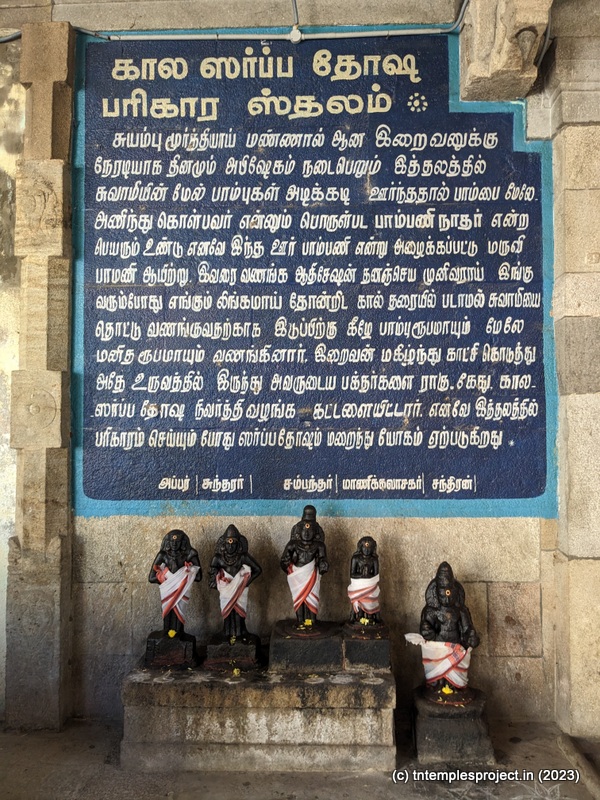 கால ஸர்ப்ப தோஷ
பரிகார ஸ்தலம்
சுயம்பு மூர்த்தியாய் மண்ணால் ஆன இறைவனுக்கு
நேரடியாக தினமும் அபிஷேகம் நடைபெறும் இத்தலத்தில்
சுவாமியின் மேல் பாம்புகள் அடிக்கடி ஊர்ந்ததால் பாம்பை மேலே-
அணிந்து கொள்பவர் என்னும் பொருள்பட பாம்பணி நாதர் என்ற
பெயரும் உண்டு எனவே இந்த ஊர் பாம்பணி என்று அழைக்கப்பட்டு மருவி
பாமணி ஆயிற்று. இவரை வணங்க ஆதிசேஷன் தனஞ்செய முனிவராய் இங்கு
வரும்போது எங்கும் லிங்கமாய் தோன்றிட கால் தரையில் படாமல் சுவாமியை
தொட்டு வணங்குவதற்காக இடுப்பிற்கு கீழே பாம்புரூபமாயும் மேலே
மனித ரூபமாயும் வணங்கினார். இறைவன் மகிழ்ந்து காட்சி கொடுத்து
அதே உருவத்தில் இருந்து அவருடைய பக்தர்களை ராகு-கேது, கால-
ஸர்ப்ப தோஷ நிவர்த்தி வழங்க கட்டளையிட்டரர். எனவே இத்தலத்தில்
பரிகாரம் செய்யும் போது ஸர்ப்பதோஷம் மறைந்து யோகம் ஏற்படுகிறது.
அப்பர் | சுந்தரர் | சம்பந்தர் | மாணிக்கவாசகர் | சந்திரன் |
(c) tntemplesproject.in (2023)